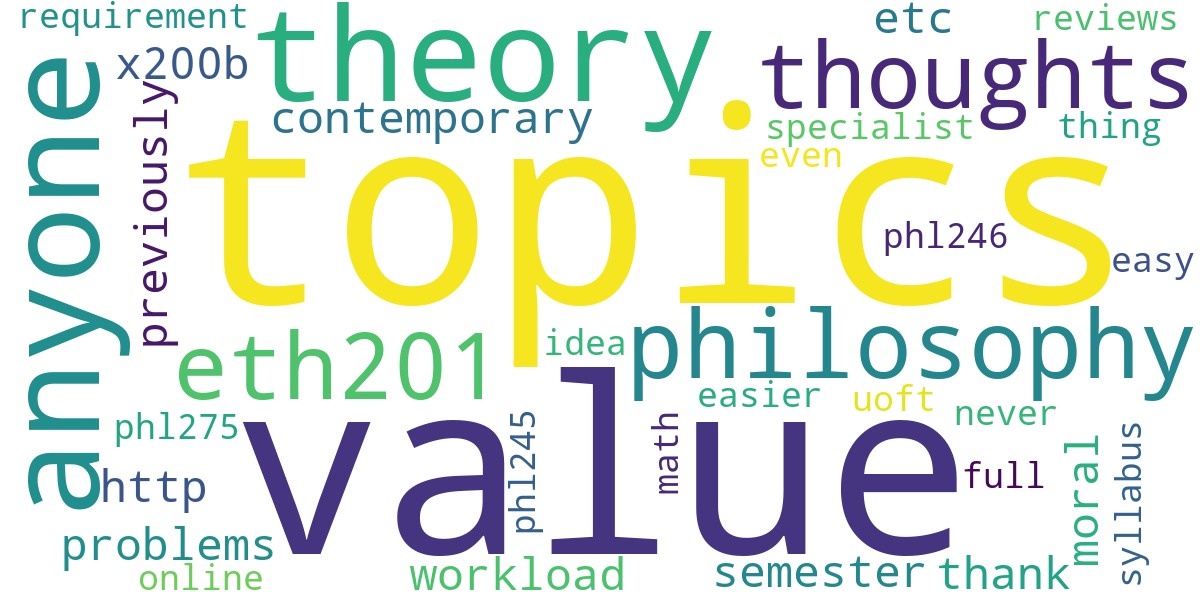 requirement
theory
etc
reviews
x200b
thoughts
anyone
previously
contemporary
specialist
thing
even
topics
phl246
easy
eth201
idea
philosophy
value
easier
uoft
never
phl275
phl245
math
http
full
moral
syllabus
problems
online
workload
semester
thank